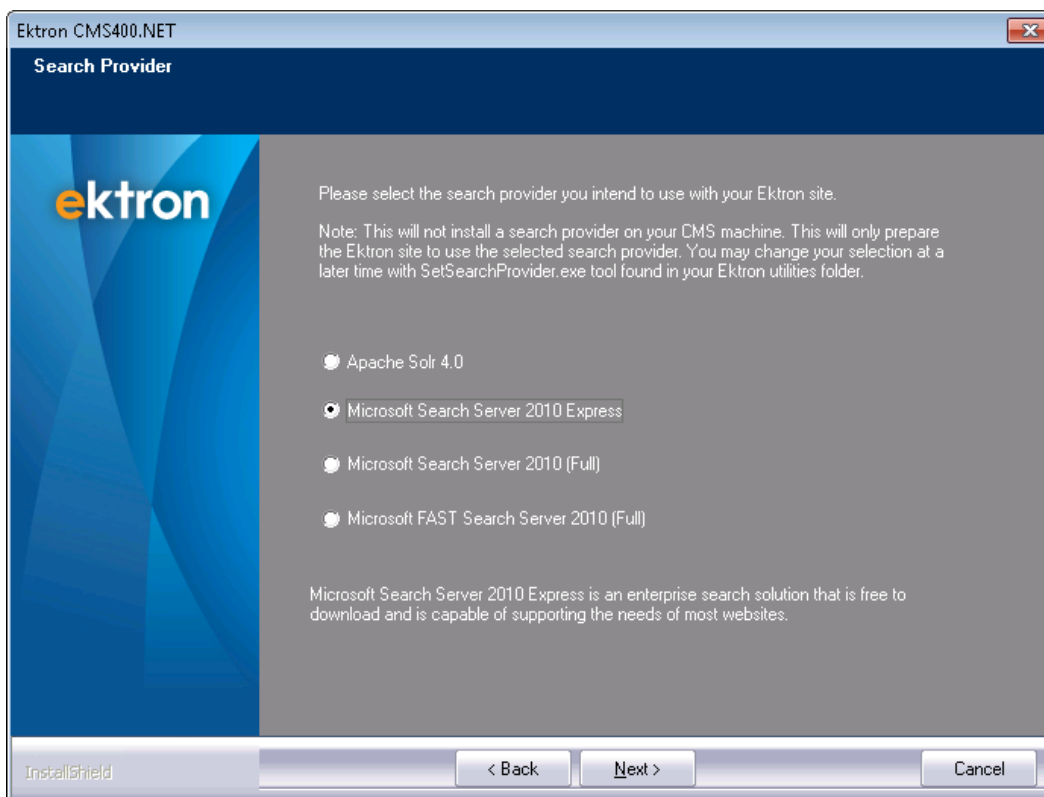 Ektron CMS400.NET
Search Provider
ektron
Please select the search provider you intend to use with your Ektron site.
Note: This will not install a search provider on your CMS machine. This will only prepare
the Ektron site to use the selected search provider. You may change your selection at a
later time with SetSearchProvider.exe tool found in your Ektron utilities folder.
Apache Solr 4.0
Microsoft Search Server 2010 Express
Microsoft Search Server 2010 (Full)
Microsoft FAST Search Server 2010 (Full)
Microsoft Search Server 2010 Express is an enterprise search solution that is free to
download and is capable of supporting the needs of most websites.
InstallShield
< Back
Next >
Cancel